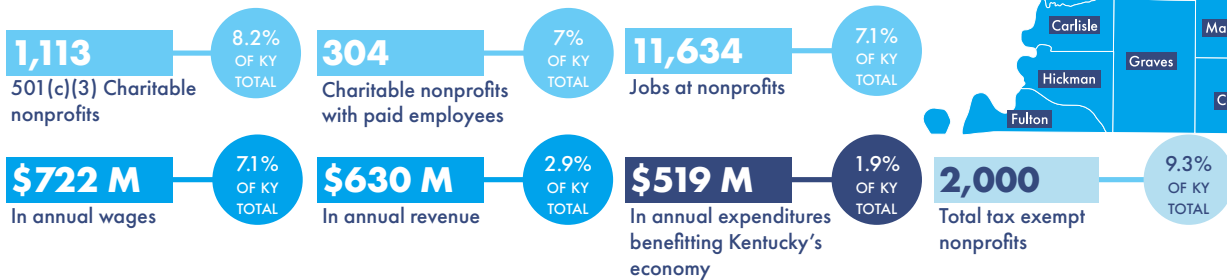 1,113
8.2%
OF KY
TOTAL
501(c)(3) Charitable
nonprofits
304
7%
OF KY
TOTAL
Charitable nonprofits
with paid employees
11,634
7.1%
OF KY
TOTAL
Jobs at nonprofits
Carlisle
Graves
Hickman
Fulton
$722 M
7.1%
OF KY
TOTAL
In annual wages
$630 M
2.9%
OF KY
TOTAL
In annual revenue
$519 M
1.9%
OF KY
TOTAL
In annual expenditures
benefitting Kentucky's
economy
2,000
9.3%
OF KY
TOTAL
Total tax exempt
nonprofits